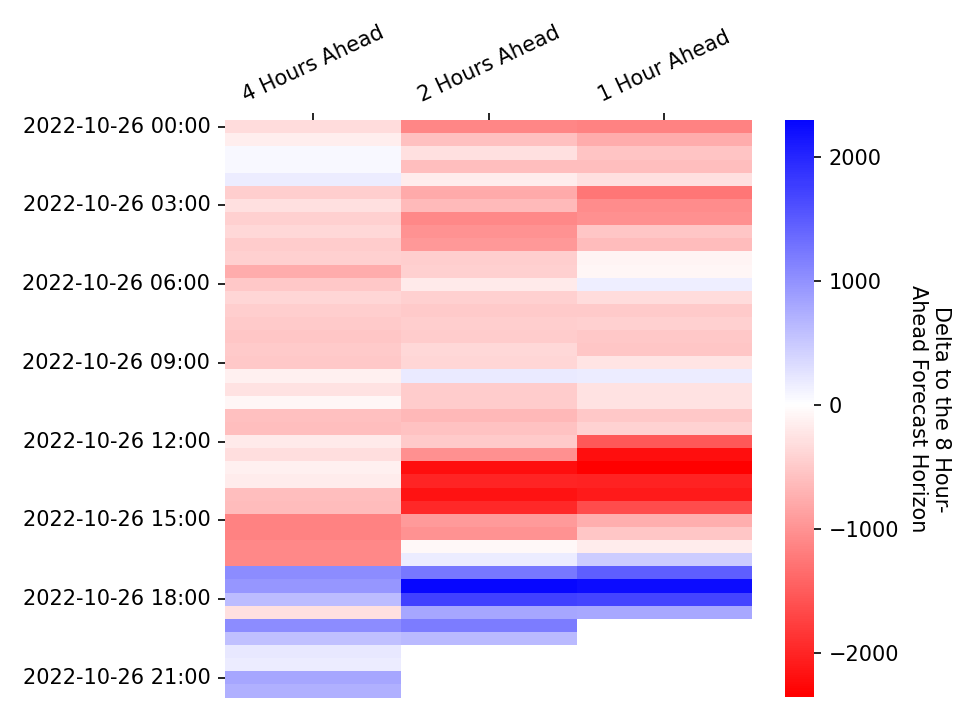 4 Hours Ahead
2 Hours Ahead
1 Hour Ahead
2022-10-26 00:00
2022-10-26 03:00
2022-10-26 06:00
2022-10-26 09:00
2022-10-26 12:00
2022-10-26 15:00
2022-10-26 18:00
2022-10-26 21:00
2000
1000
0
−1000
−2000
Delta to the 8 Hour-
Ahead Forecast Horizon